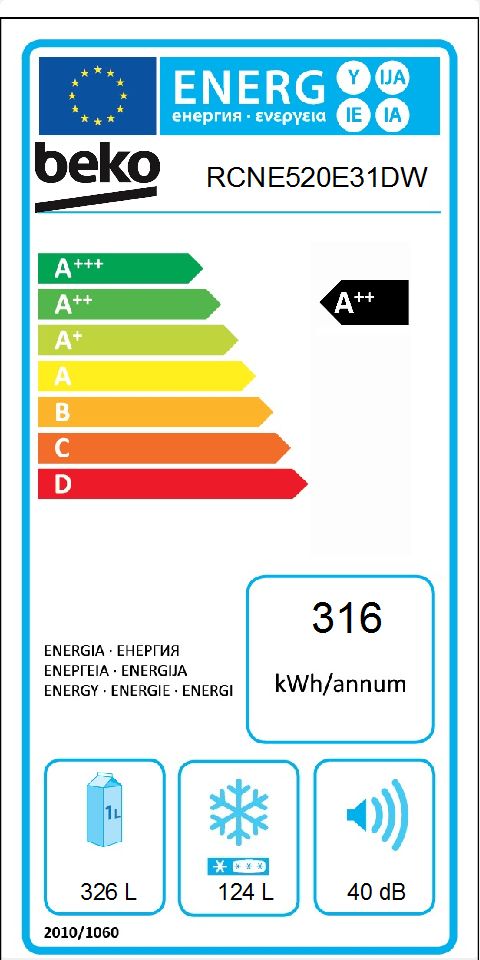 ENERG
Y IJA
IE IA
енергия · ενεργεια
beko
RCNE520E31DW
A+++
A++
A++
A+
A
B
C
D
316
kWh/annum
ENERGIA · ЕНЕРГИЯ
ΕΝΕΡΓΕΙΑ · ENERGIJA
ENERGY · ENERGIE · ENERGI
1L
326 L
124 L
40 dB
2010/1060